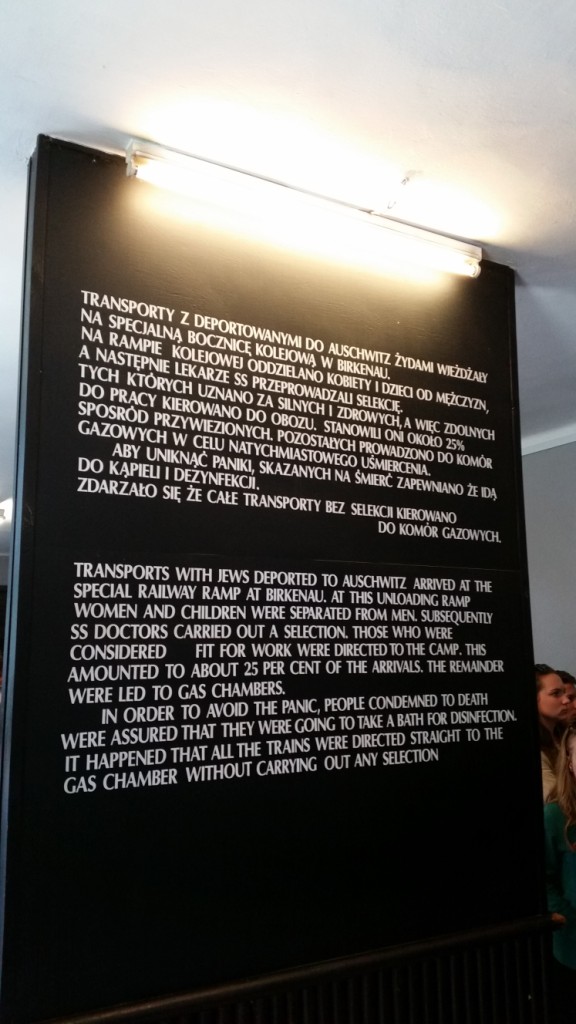 TRANSPORTY Z DEPORTOWANYMI DO AUSCHWITZ ŻYDAMI WJEŻDŻAŁY
NA SPECJALNĄ BOCZNICĘ KOLEJOWĄ W BIRKENAU.
NA RAMPIE KOLEJOWEJ ODDZIELANO KOBIETY I DZIECI OD MĘŻCZYZN,
A NASTĘPNIE LEKARZE SS PRZEPROWADZALI SELEKCJĘ.
TYCH KTÓRYCH UZNANO ZA SILNYCH I ZDROWYCH, A WIĘC ZDOLNYCH
DO PRACY KIEROWANO DO OBOZU. STANOWILI ONI OKOŁO 25%
SPOŚRÓD PRZYWIEZIONYCH. POZOSTAŁYCH PROWADZONO DO KOMÓR
GAZOWYCH W CELU NATYCHMIASTOWEGO UŚMIERCENIA.
ABY UNIKNĄĆ PANIKI, SKAZANYCH NA ŚMIERĆ ZAPEWNIANO ŻE IDĄ
DO KĄPIELI I DEZYNFEKCJI.
ZDARZAŁO SIĘ ŻE CAŁE TRANSPORTY BEZ SELEKCJI KIEROWANO
DO KOMÓR GAZOWYCH.
TRANSPORTS WITH JEWS DEPORTED TO AUSCHWITZ ARRIVED AT THE
SPECIAL RAILWAY RAMP AT BIRKENAU. AT THIS UNLOADING RAMP
WOMEN AND CHILDREN WERE SEPARATED FROM MEN. SUBSEQUENTLY
SS DOCTORS CARRIED OUT A SELECTION. THOSE WHO WERE
CONSIDERED FIT FOR WORK WERE DIRECTED TO THE CAMP. THIS
AMOUNTED TO ABOUT 25 PER CENT OF THE ARRIVALS. THE REMAINDER
WERE LED TO GAS CHAMBERS.
IN ORDER TO AVOID THE PANIC, PEOPLE CONDEMNED TO DEATH
WERE ASSURED THAT THEY WERE GOING TO TAKE A BATH FOR DISINFECTION.
IT HAPPENED THAT ALL THE TRAINS WERE DIRECTED STRAIGHT TO THE
GAS CHAMBER WITHOUT CARRYING OUT ANY SELECTION